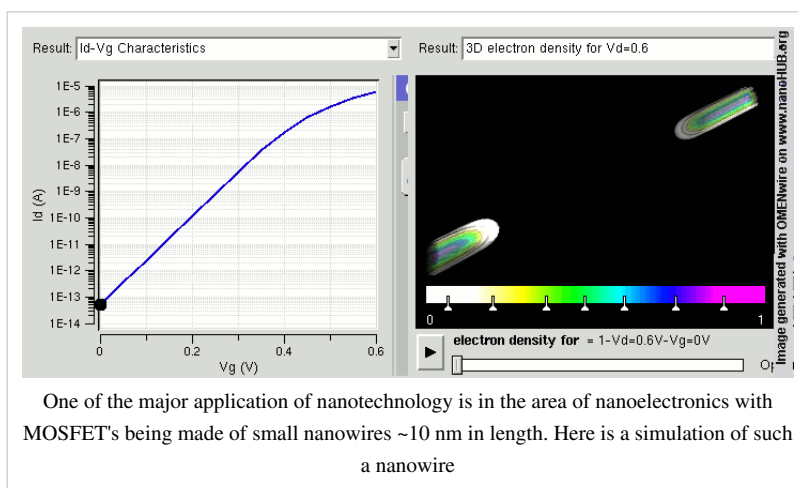 Result: Id-Vg Characteristics
Result: 3D electron density for Vd=0.6
1E-5
1E-6
1E-7
1E-8
1E-9
1E-10
1E-11
1E-12
1E-13
1E-14
Id (A)
0 0.2 0.4 0.6
Vg (V)
0 1
electron density for = 1-Vd=0.6V-Vg=0V
Image generated with OMENwire on www.nanoHUB.org
One of the major application of nanotechnology is in the area of nanoelectronics with
MOSFET's being made of small nanowires ~10 nm in length. Here is a simulation of such
a nanowire